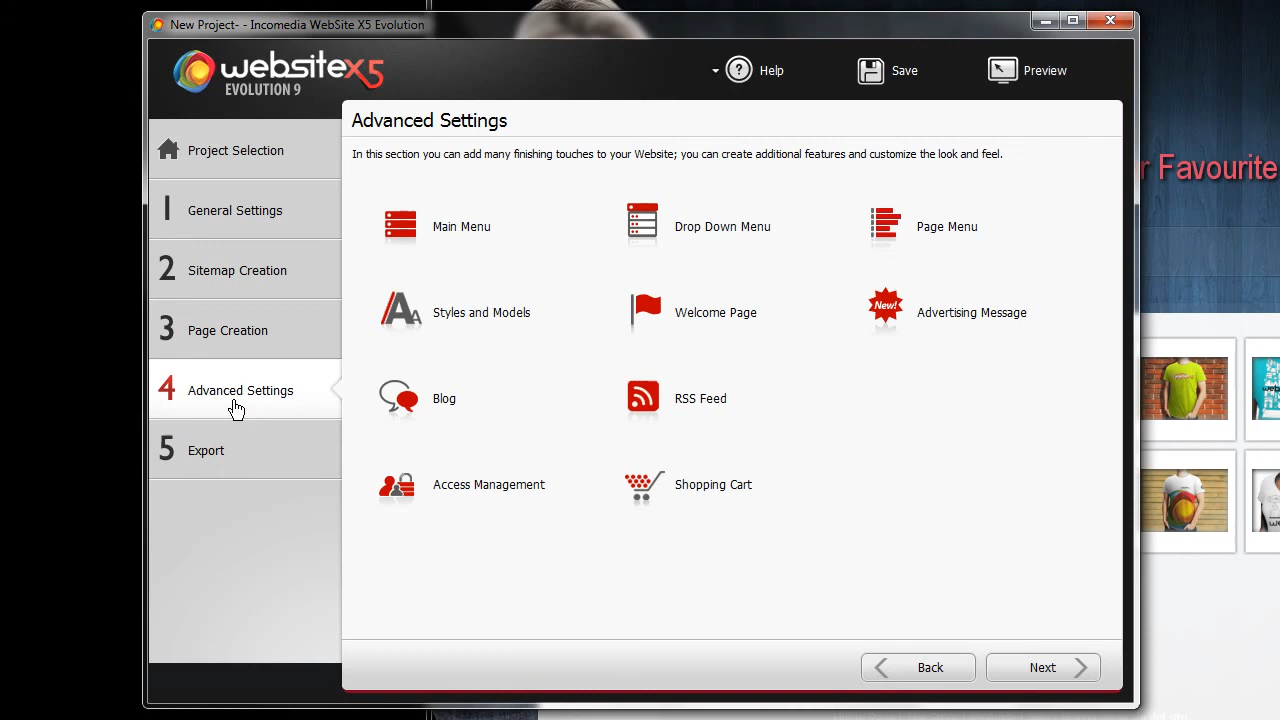 New Project- - Incomedia WebSite X5 Evolution
websitex5
EVOLUTION 9
Help
Save
Preview
Project Selection
1 General Settings
2 Sitemap Creation
3 Page Creation
4 Advanced Settings
5 Export
Advanced Settings
In this section you can add many finishing touches to your Website; you can create additional features and customize the look and feel.
Main Menu
Drop Down Menu
Page Menu
Styles and Models
Welcome Page
New!
Advertising Message
Blog
RSS Feed
Access Management
Shopping Cart
Back
Next
r Favourite